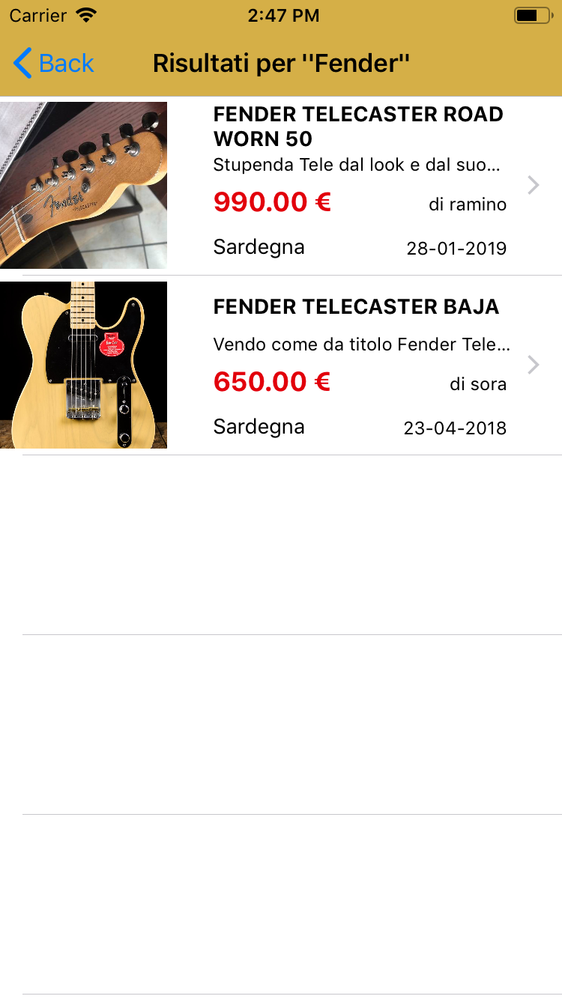 Carrier 2:47 PM
Back Risultati per ''Fender''
FENDER TELECASTER ROAD
WORN 50
Stupenda Tele dal look e dal suo...
990.00 € di ramino
Sardegna 28-01-2019
Fender
TELECASTER
FENDER TELECASTER BAJA
Vendo come da titolo Fender Tele...
650.00 € di sora
Sardegna 23-04-2018